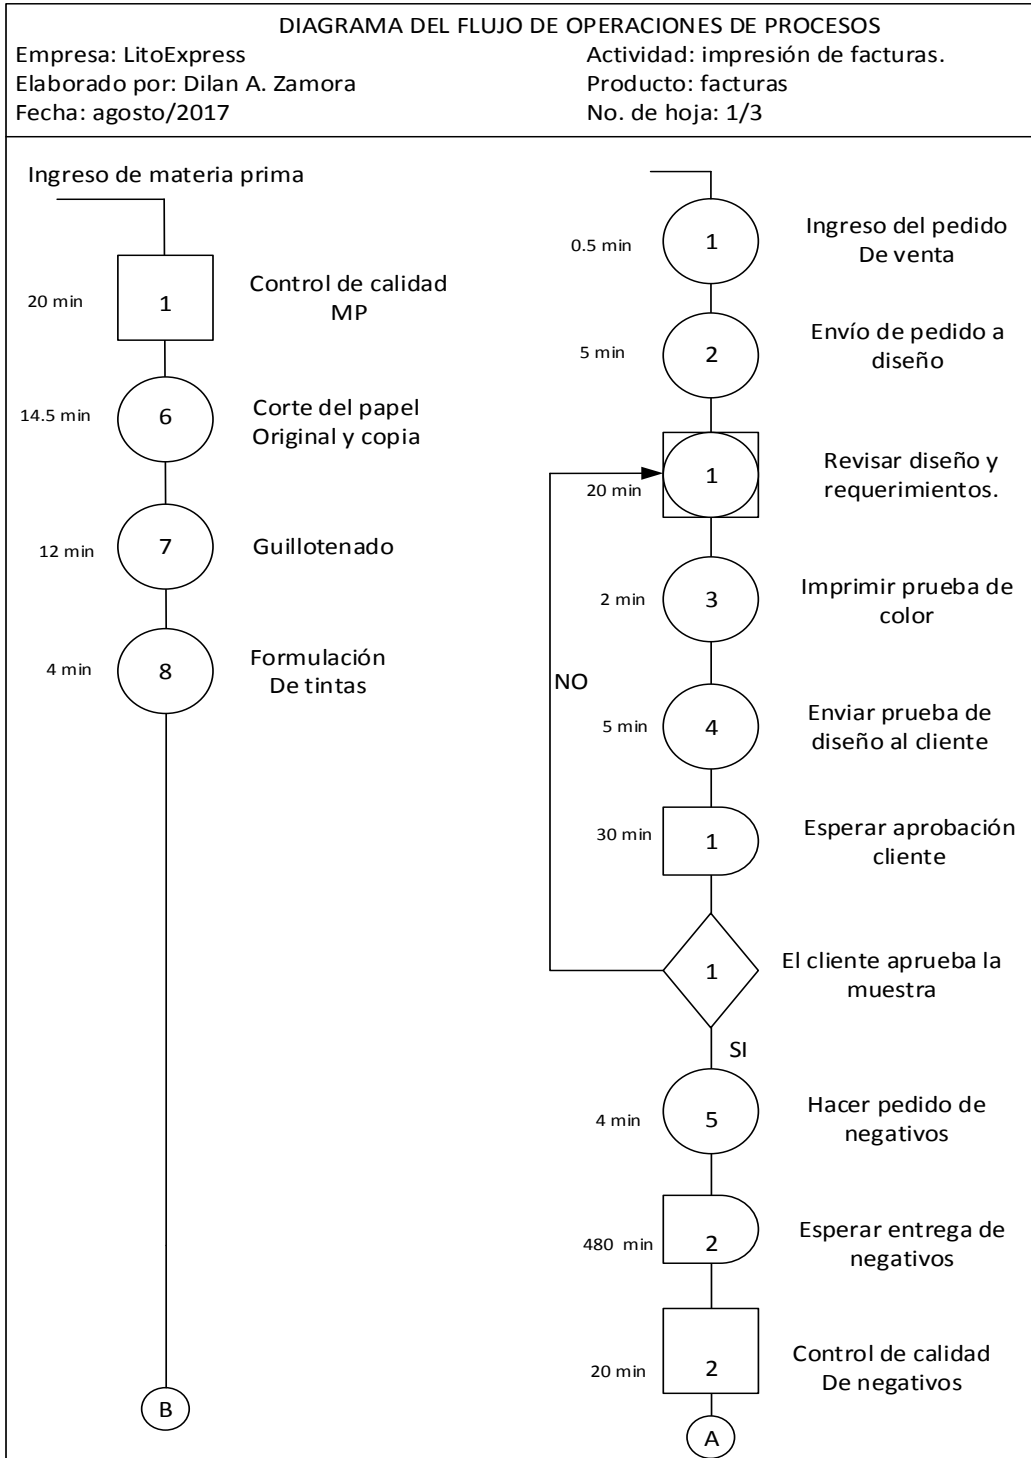 DIAGRAMA DEL FLUJO DE OPERACIONES DE PROCESOS
Empresa: LitoExpress
Elaborado por: Dilan A. Zamora
Fecha: agosto/2017
Actividad: impresión de facturas.
Producto: facturas
No. de hoja: 1/3
Ingreso de materia prima
20 min
1
Control de calidad
MP
14.5 min
6
Corte del papel
Original y copia
12 min
7
Guillotenado
4 min
8
Formulación
De tintas
B
0.5 min
1
Ingreso del pedido
De venta
5 min
2
Envío de pedido a
diseño
20 min
1
Revisar diseño y
requerimientos.
2 min
3
Imprimir prueba de
color
NO
5 min
4
Enviar prueba de
diseño al cliente
30 min
1
Esperar aprobación
cliente
1
El cliente aprueba la
muestra
SI
4 min
5
Hacer pedido de
negativos
480 min
2
Esperar entrega de
negativos
20 min
2
Control de calidad
De negativos
A